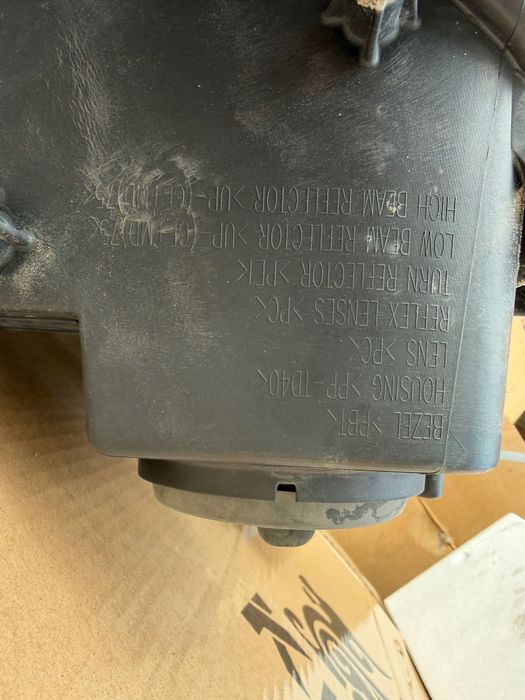 BEZEL >PBT<
HOUSING >PP-TD40<
LENS >PC<
REFLEX LENSES >PC<
TURN REFLECTOR >PEI<
LOW BEAM REFLECTOR >UP-(GF+MD)75<
HIGH BEAM REFLECTOR >UP-(GF+MD)75<